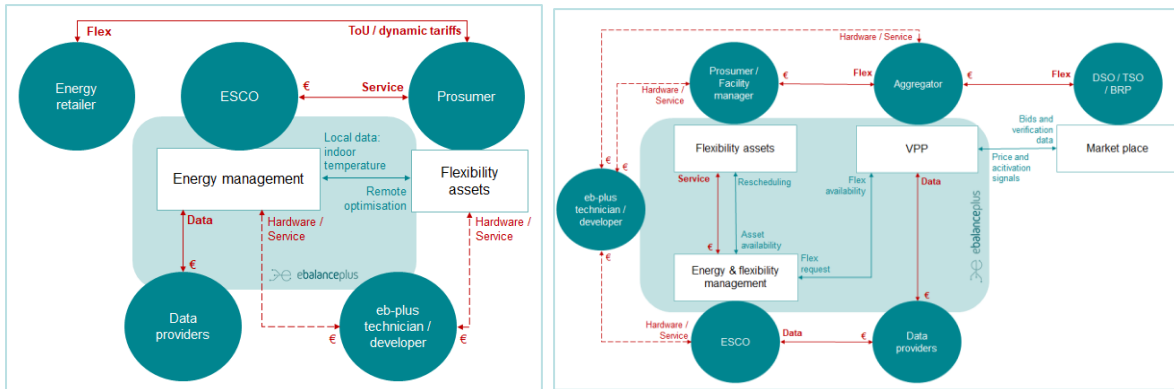 Flex
ToU / dynamic tariffs
Energy
retailer
ESCO
€
Service
Prosumer
Local data:
indoor
temperature
Energy management
Flexibility
assets
Remote
optimisation
Data
Hardware /
Service
Hardware /
Service
€
ebalanceplus
Data
providers
eb-plus
technician /
developer
€
€
Hardware / Service
€
Prosumer /
Facility
manager
€
Flex
Aggregator
€
Flex
DSO / TSO
/ BRP
Hardware /
Service
Bids and
verification
data
Flexibility assets
VPP
Market place
€
€
Service
Rescheduling
Flex
availability
Data
Price and
acitivation
signals
eb-plus
technician /
developer
ebalanceplus
Asset
availability
€
€
Flex
request
Energy & flexibility
management
€
Hardware /
Service
ESCO
Data
€
Data
providers